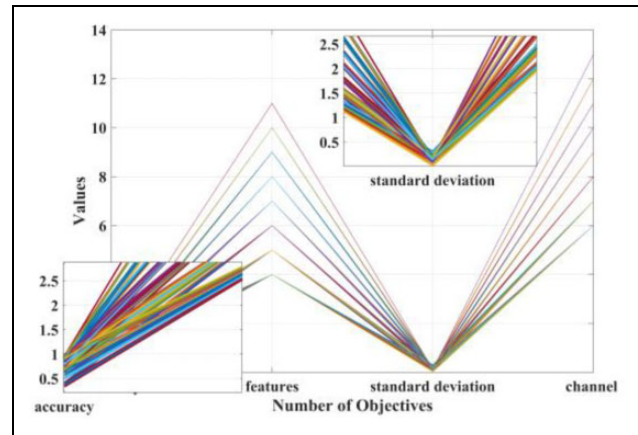 14
12
10
8
6
Values
2.5
2
1.5
1
0.5
standard deviation
2.5
2
1.5
1
0.5
accuracy
features
standard deviation
channel
Number of Objectives